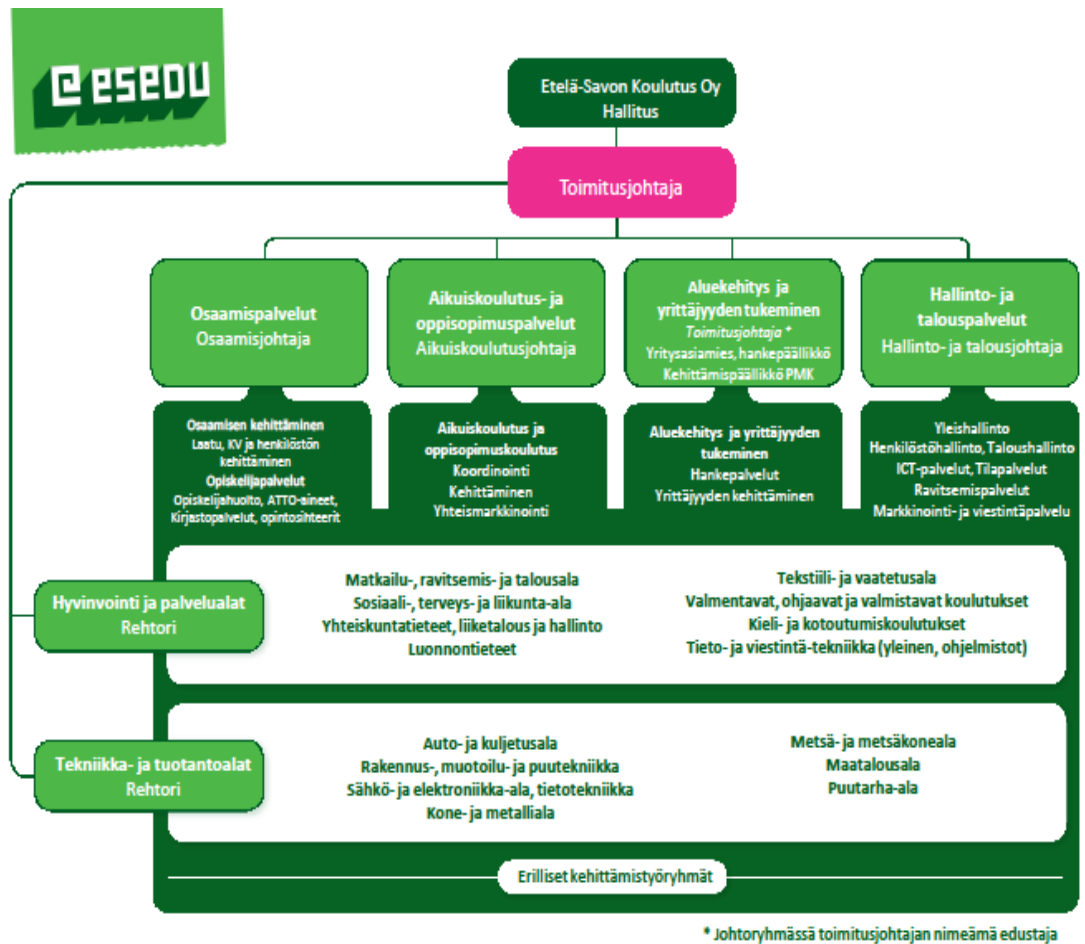 esedu
Etelä-Savon Koulutus Oy
Hallitus
Toimitusjohtaja
Osaamispalvelut
Osaamisjohtaja
Aikuiskoulutus- ja
oppisopimuspalvelut
Aikuiskoulutusjohtaja
Aluekehitys ja
yrittäjyyden tukeminen
Toimitusjohtaja *
Yritysasiamies, hankepäällikkö
Kehittämispäällikkö PMK
Hallinto- ja
talouspalvelut
Hallinto- ja talousjohtaja
Osaamisen kehittäminen
Laatu, KV ja henkilöstön
kehittäminen
Opiskelijapalvelut
Opiskelijahuolto, ATTO-aineet,
Kirjastopalvelut, opintosihteerit
Aikuiskoulutus ja
oppisopimuskoulutus
Koordinointi
Kehittäminen
Yhteismarkkinointi
Aluekehitys ja yrittäjyyden
tukeminen
Hankepalvelut
Yrittäjyyden kehittäminen
Yleishallinto
Henkilöstöhallinto, Taloushallinto
ICT-palvelut, Tilapalvelut
Ravitsemispalvelut
Markkinointi- ja viestintäpalvelu
Hyvinvointi ja palvelualat
Rehtori
Matkailu-, ravitsemis- ja talousala
Sosiaali-, terveys- ja liikunta-ala
Yhteiskuntatieteet, liiketalous ja hallinto
Luonnontieteet
Tekstiili- ja vaatetusala
Valmentavat, ohjaavat ja valmistavat koulutukset
Kieli- ja kotoutumiskoulutukset
Tieto- ja viestintä-tekniikka (yleinen, ohjelmistot)
Tekniikka- ja tuotantoalat
Rehtori
Auto- ja kuljetusala
Rakennus-, muotoilu- ja puutekniikka
Sähkö- ja elektroniikka-ala, tietotekniikka
Kone- ja metalliala
Metsä- ja metsäkoneala
Maatalousala
Puutarha-ala
Erilliset kehittämistyöryhmät
* Johtoryhmässä toimitusjohtajan nimeämä edustaja